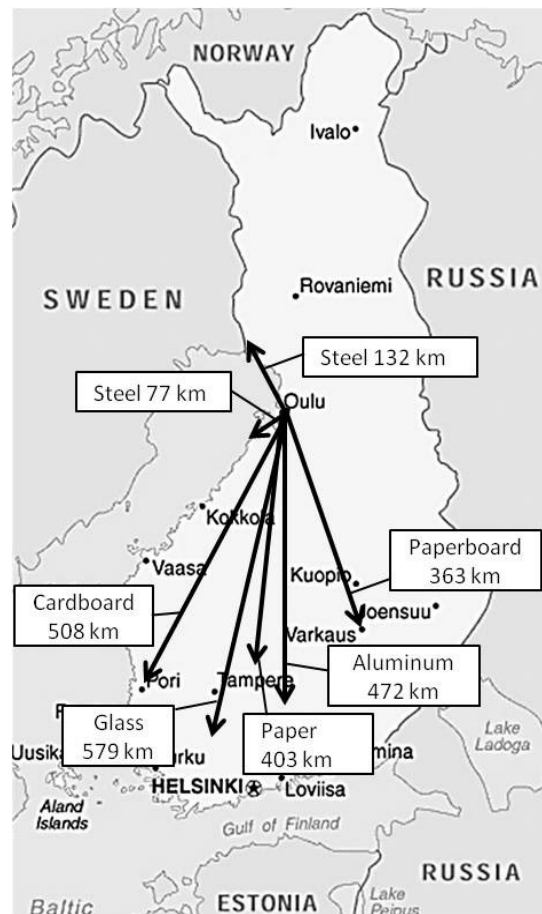 NORWAY
Ivalo
RUSSIA
Rovaniemi
SWEDEN
Steel 132 km
Steel 77 km
Oulu
Kokkola
Paperboard
363 km
Vaasa
Kuopio
Joensuu
Cardboard
508 km
Varkaus
Aluminum
472 km
Pori
Tampere
Glass
579 km
Paper
403 km
Lake
Ladoga
HELSINKI
Loviisa
Aland
Islands
Gulf of Finland
RUSSIA
Baltic
ESTONIA
Lake
Peipus